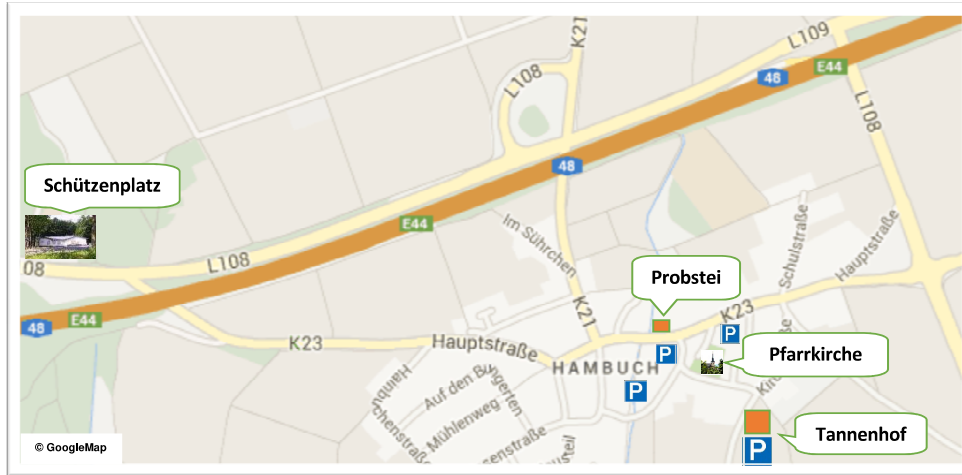 K21
L109
L108
E44
48
L108
48
Schützenplatz
Schulstraße
E44
Im Sührchen
Hauptstraße
08
L108
Probstei
48
E44
K21
K23
K23
Hauptstraße
P
Pfarrkirche
P
HAMBUCH
Auf den Bungerten
P
Mühlenweg
Tannenhof
P
© GoogleMap